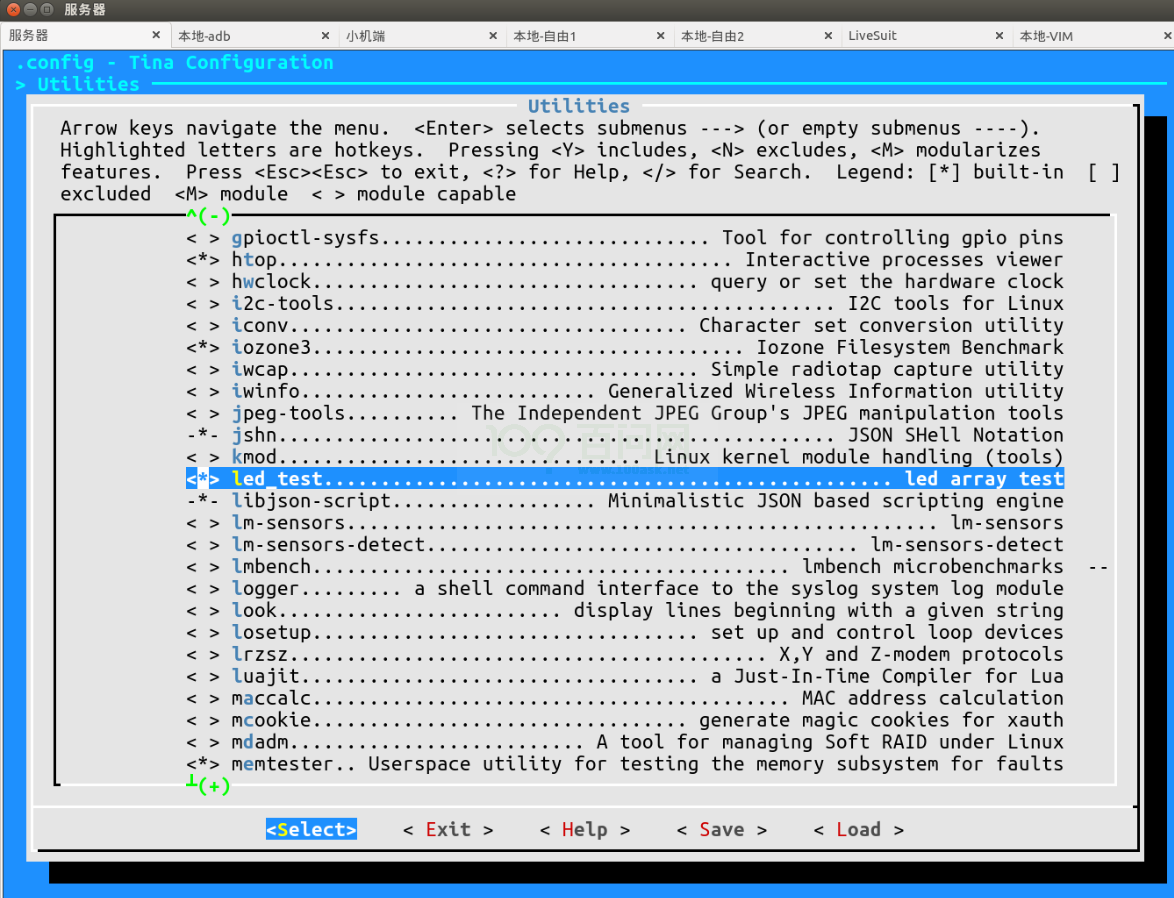 服务器
服务器 × 本地-adb × 小机端 × 本地-自由1 × 本地-自由2 × LiveSuit × 本地-VIM ×
.config - Tina Configuration
> Utilities
Utilities
Arrow keys navigate the menu.  <Enter> selects submenus ---> (or empty submenus ----).
Highlighted letters are hotkeys.  Pressing <Y> includes, <N> excludes, <M> modularizes
features.  Press <Esc><Esc> to exit, <?> for Help, </> for Search.  Legend: [*] built-in  [ ]
excluded  <M> module  < > module capable
^(-)
< > gpioctl-sysfs............................. Tool for controlling gpio pins
<*> htop........................................ Interactive processes viewer
< > hwclock.................................. query or set the hardware clock
< > i2c-tools.............................................. I2C tools for Linux
< > iconv................................... Character set conversion utility
<*> iozone3...................................... Iozone Filesystem Benchmark
< > iwcap.................................... Simple radiotap capture utility
< > iwinfo.......................... Generalized Wireless Information utility
< > jpeg-tools.......... The Independent JPEG Group's JPEG manipulation tools
-*- jshn................................................. JSON SHell Notation
< > kmod................................ Linux kernel module handling (tools)
<*> led_test.................................................. led array test
-*- libjson-script.................... Minimalistic JSON based scripting engine
< > lm-sensors.................................................... lm-sensors
< > lm-sensors-detect...................................... lm-sensors-detect
< > lmbench.......................................... lmbench microbenchmarks  --
< > logger......... a shell command interface to the syslog system log module
< > look......................... display lines beginning with a given string
< > losetup.................................. set up and control loop devices
< > lrzsz.......................................... X,Y and Z-modem protocols
< > luajit................................... a Just-In-Time Compiler for Lua
< > maccalc........................................... MAC address calculation
< > mcookie................................. generate magic cookies for xauth
< > mdadm.......................... A tool for managing Soft RAID under Linux
<*> memtester.. Userspace utility for testing the memory subsystem for faults
┴(+)
<Select>    < Exit >    < Help >    < Save >    < Load >